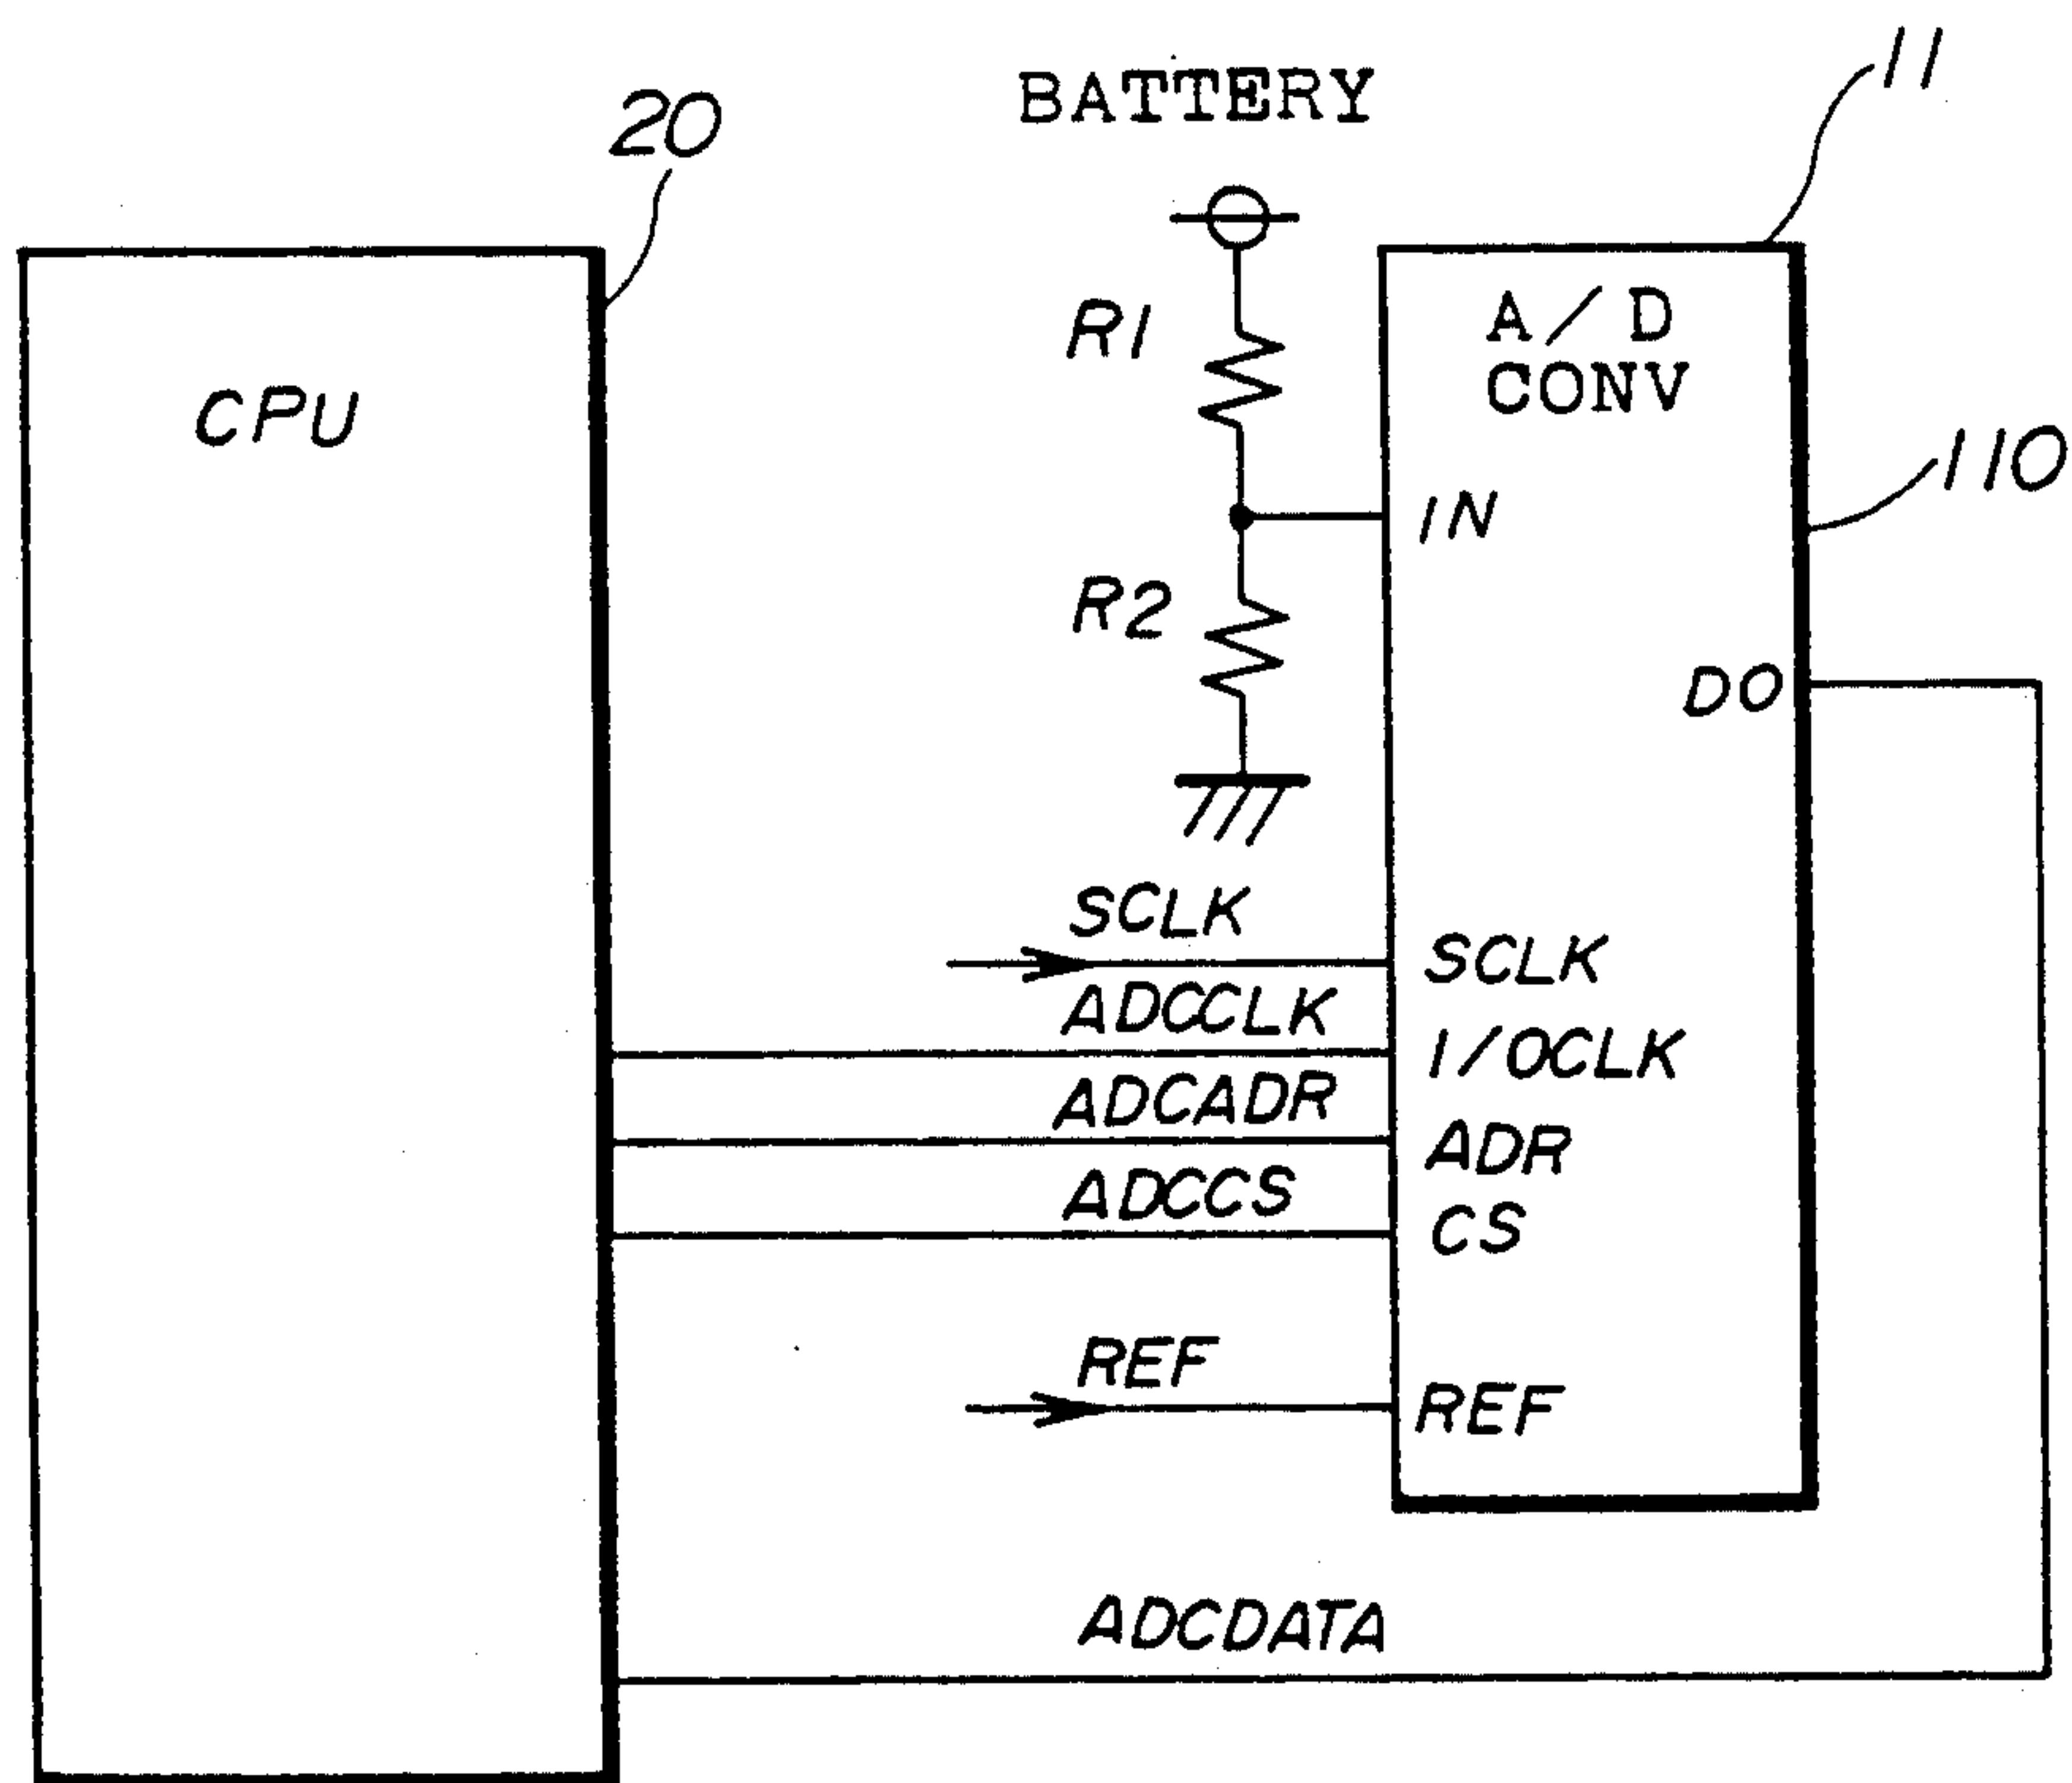 11
BATTERY
20
A/D
CONV
R1
CPU
110
IN
R2
DO
SCLK
SCLK
ADCCLK
I/OCLK
ADCADR
ADR
ADCCS
CS
REF
REF
ADCDATA